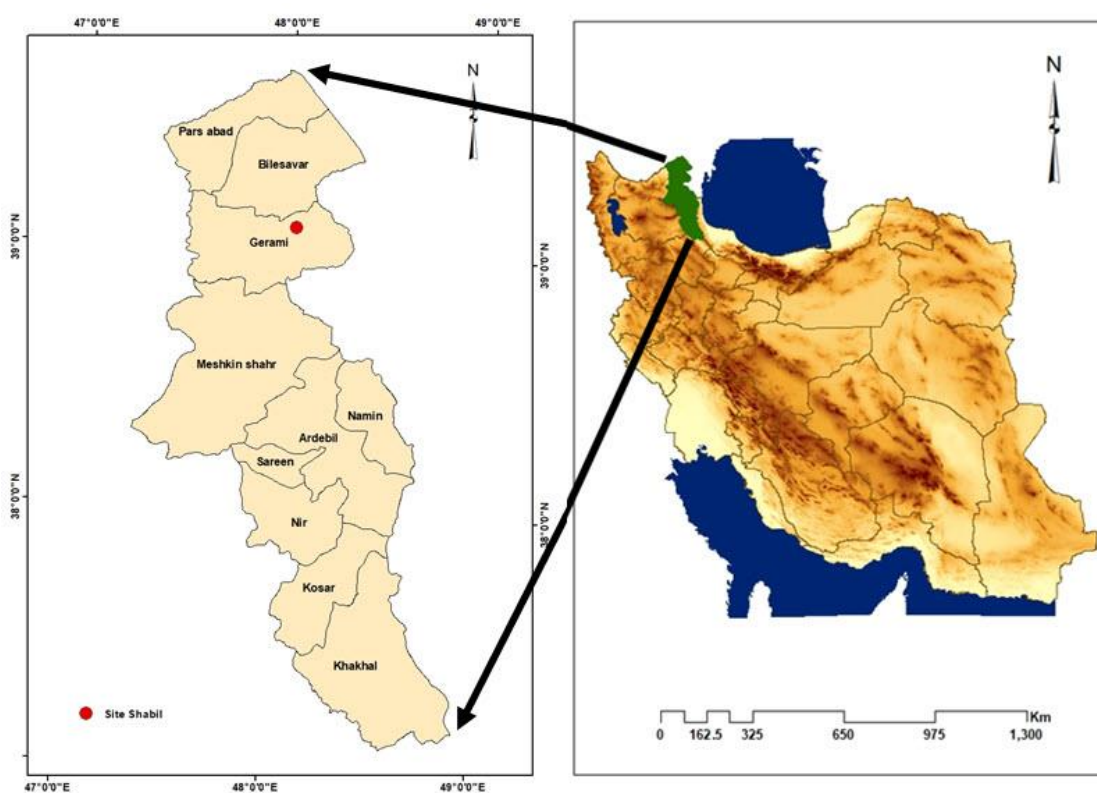 47°0'0"E 48°0'0"E 49°0'0"E
N
N
Pars abad
Bilesavar
39°0'0"N
Gerami
39°0'0"N
Meshkin shahr
Namin
Ardebil
Sareen
38°0'0"N
Nir
38°0'0"N
Kosar
Khakhal
Site Shabil
Km
0 162.5 325 650 975 1,300
47°0'0"E 48°0'0"E 49°0'0"E